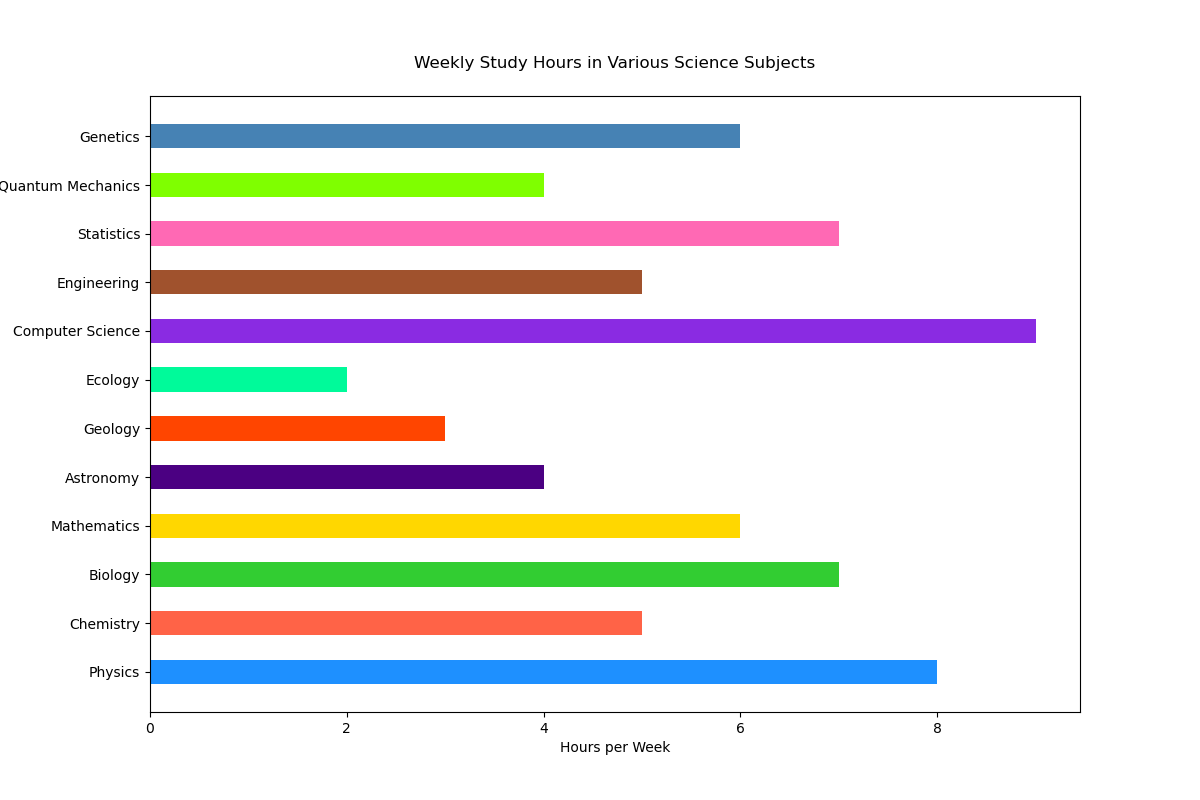 Weekly Study Hours in Various Science Subjects
Genetics
Quantum Mechanics
Statistics
Engineering
Computer Science
Ecology
Geology
Astronomy
Mathematics
Biology
Chemistry
Physics
0 2 4 6 8
Hours per Week